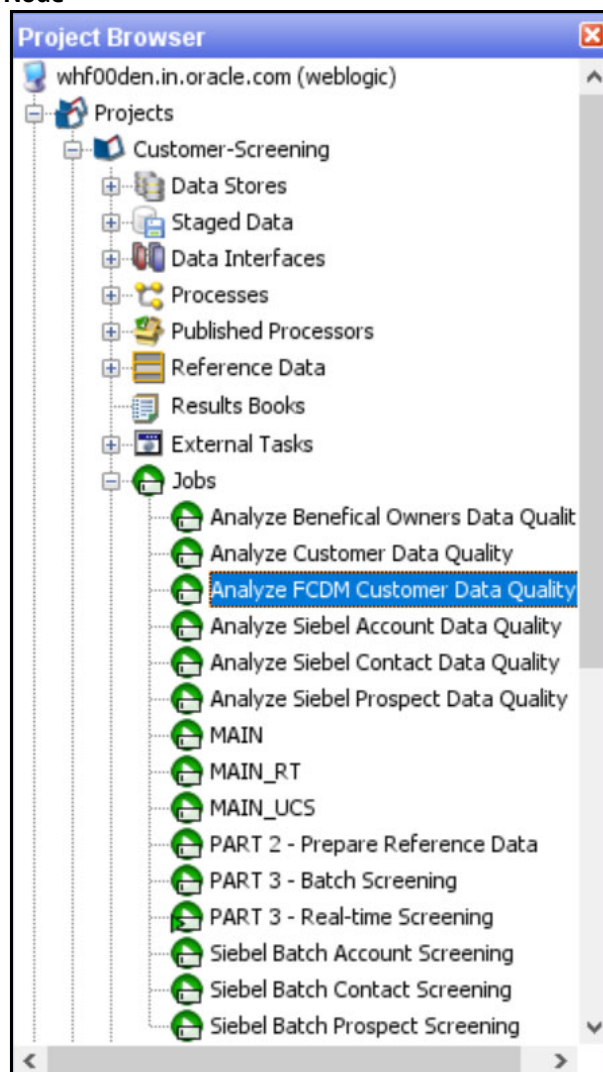 Node
Project Browser
whf00den.in.oracle.com (weblogic)
Projects
Customer-Screening
Data Stores
Staged Data
Data Interfaces
Processes
Published Processors
Reference Data
Results Books
External Tasks
Jobs
Analyze Benefical Owners Data Qualit
Analyze Customer Data Quality
Analyze FCDM Customer Data Quality
Analyze Siebel Account Data Quality
Analyze Siebel Contact Data Quality
Analyze Siebel Prospect Data Quality
MAIN
MAIN_RT
MAIN_UCS
PART 2 - Prepare Reference Data
PART 3 - Batch Screening
PART 3 - Real-time Screening
Siebel Batch Account Screening
Siebel Batch Contact Screening
Siebel Batch Prospect Screening